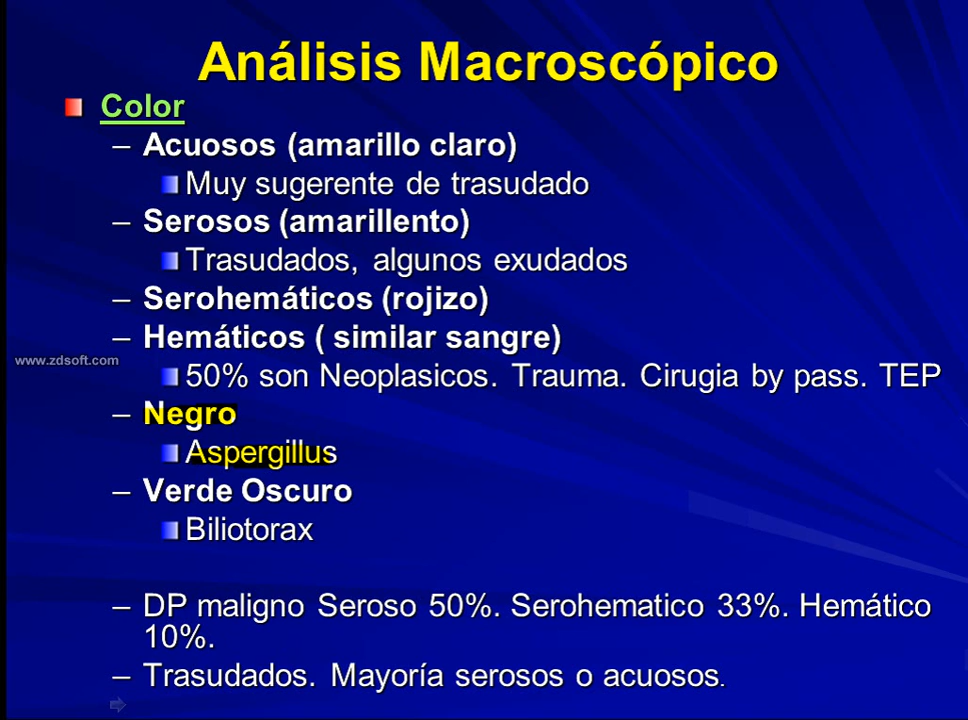 Análisis Macroscópico
Color
– Acuosos (amarillo claro)
Muy sugerente de trasudado
– Serosos (amarillento)
Trasudados, algunos exudados
– Serohemáticos (rojizo)
– Hemáticos ( similar sangre)
www.zdsoft.com
50% son Neoplasicos. Trauma. Cirugia by pass. TEP
– Negro
Aspergillus
– Verde Oscuro
Biliotorax
– DP maligno Seroso 50%. Serohematico 33%. Hemático
10%.
– Trasudados. Mayoría serosos o acuosos.